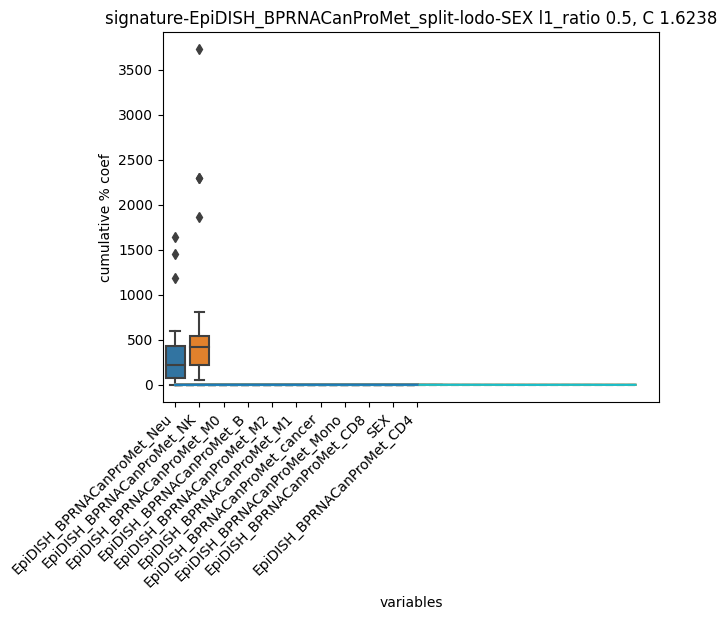 signature-EpiDISH_BPRNACanProMet_split-lodo-SEX l1_ratio 0.5, C 1.6238
cumulative % coef
3500
3000
2500
2000
1500
1000
500
0
EpiDISH_BPRNACanProMet_Neu
EpiDISH_BPRNACanProMet_NK
EpiDISH_BPRNACanProMet_M0
EpiDISH_BPRNACanProMet_B
EpiDISH_BPRNACanProMet_M2
EpiDISH_BPRNACanProMet_M1
EpiDISH_BPRNACanProMet_cancer
EpiDISH_BPRNACanProMet_Mono
EpiDISH_BPRNACanProMet_CD8
SEX
EpiDISH_BPRNACanProMet_CD4
variables